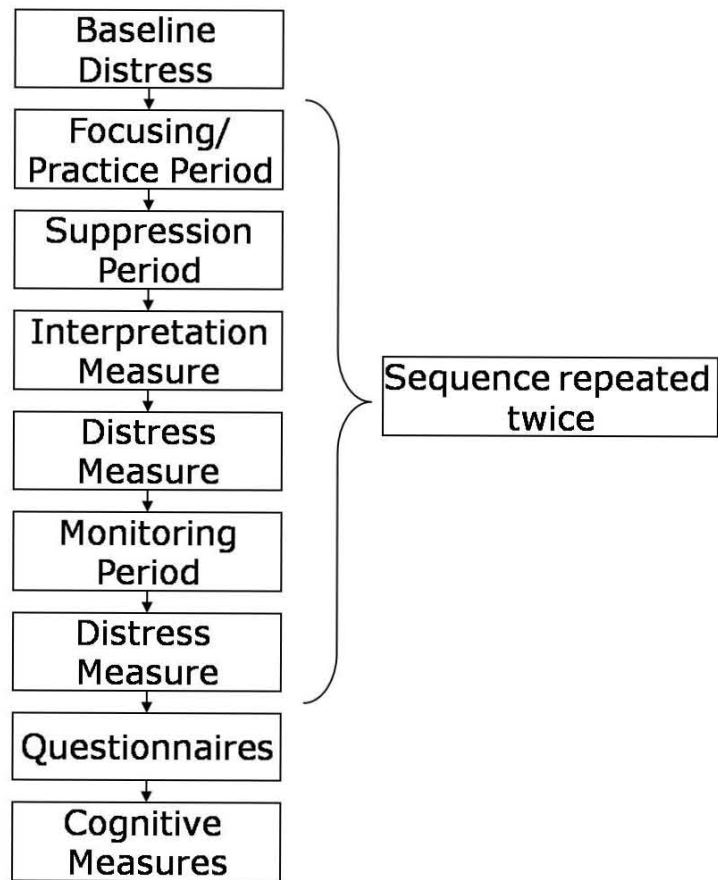 Baseline
Distress
Focusing/
Practice Period
Suppression
Period
Interpretation
Measure
Distress
Measure
Monitoring
Period
Distress
Measure
Questionnaires
Cognitive
Measures
Sequence repeated
twice